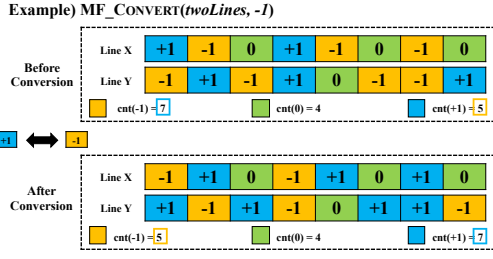 Example) MF_CONVERT(twoLines, -1)
Before Conversion
Line X +1 -1 0 +1 -1 0 -1 0
Line Y -1 +1 -1 +1 0 -1 -1 +1
cnt(-1) = 7 cnt(0) = 4 cnt(+1) = 5
+1 -1
After Conversion
Line X -1 +1 0 -1 +1 0 +1 0
Line Y +1 -1 +1 -1 0 +1 +1 -1
cnt(-1) = 5 cnt(0) = 4 cnt(+1) = 7